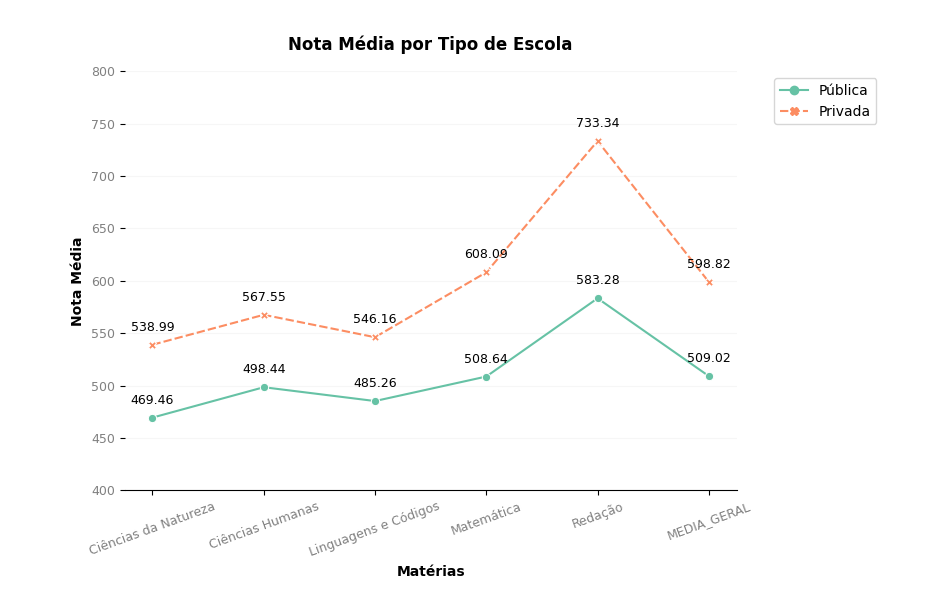 Nota Média por Tipo de Escola
Pública
Privada
Nota Média
800
750
700
650
600
550
500
450
400
733.34
608.09
598.82
583.28
567.55
546.16
538.99
508.64
509.02
498.44
485.26
469.46
Ciências da Natureza
Ciências Humanas
Linguagens e Códigos
Matemática
Redação
MEDIA_GERAL
Matérias